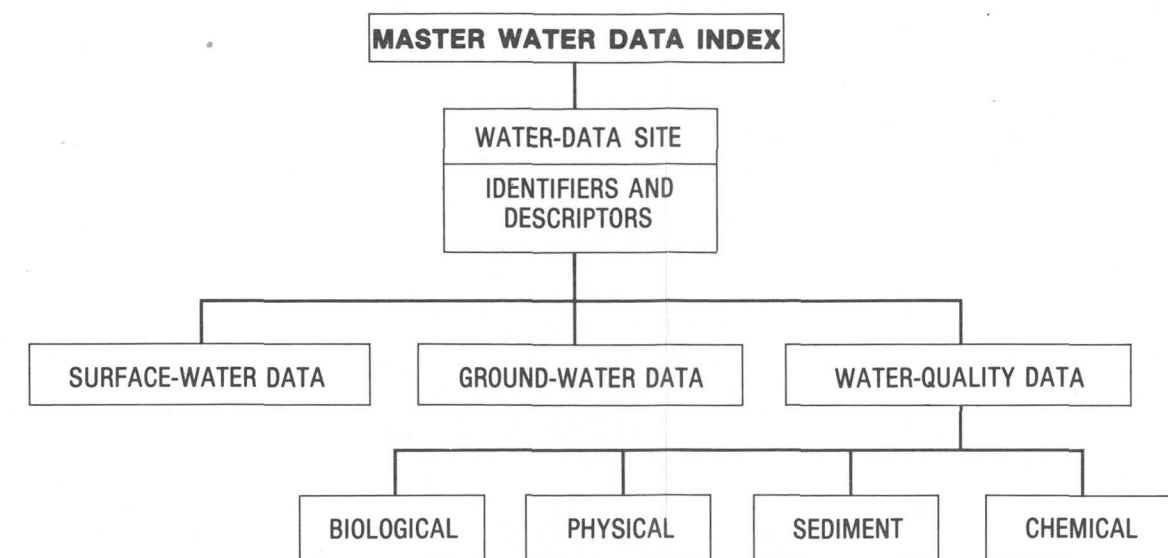 MASTER WATER DATA INDEX
WATER-DATA SITE
IDENTIFIERS AND
DESCRIPTORS
SURFACE-WATER DATA
GROUND-WATER DATA
WATER-QUALITY DATA
BIOLOGICAL
PHYSICAL
SEDIMENT
CHEMICAL